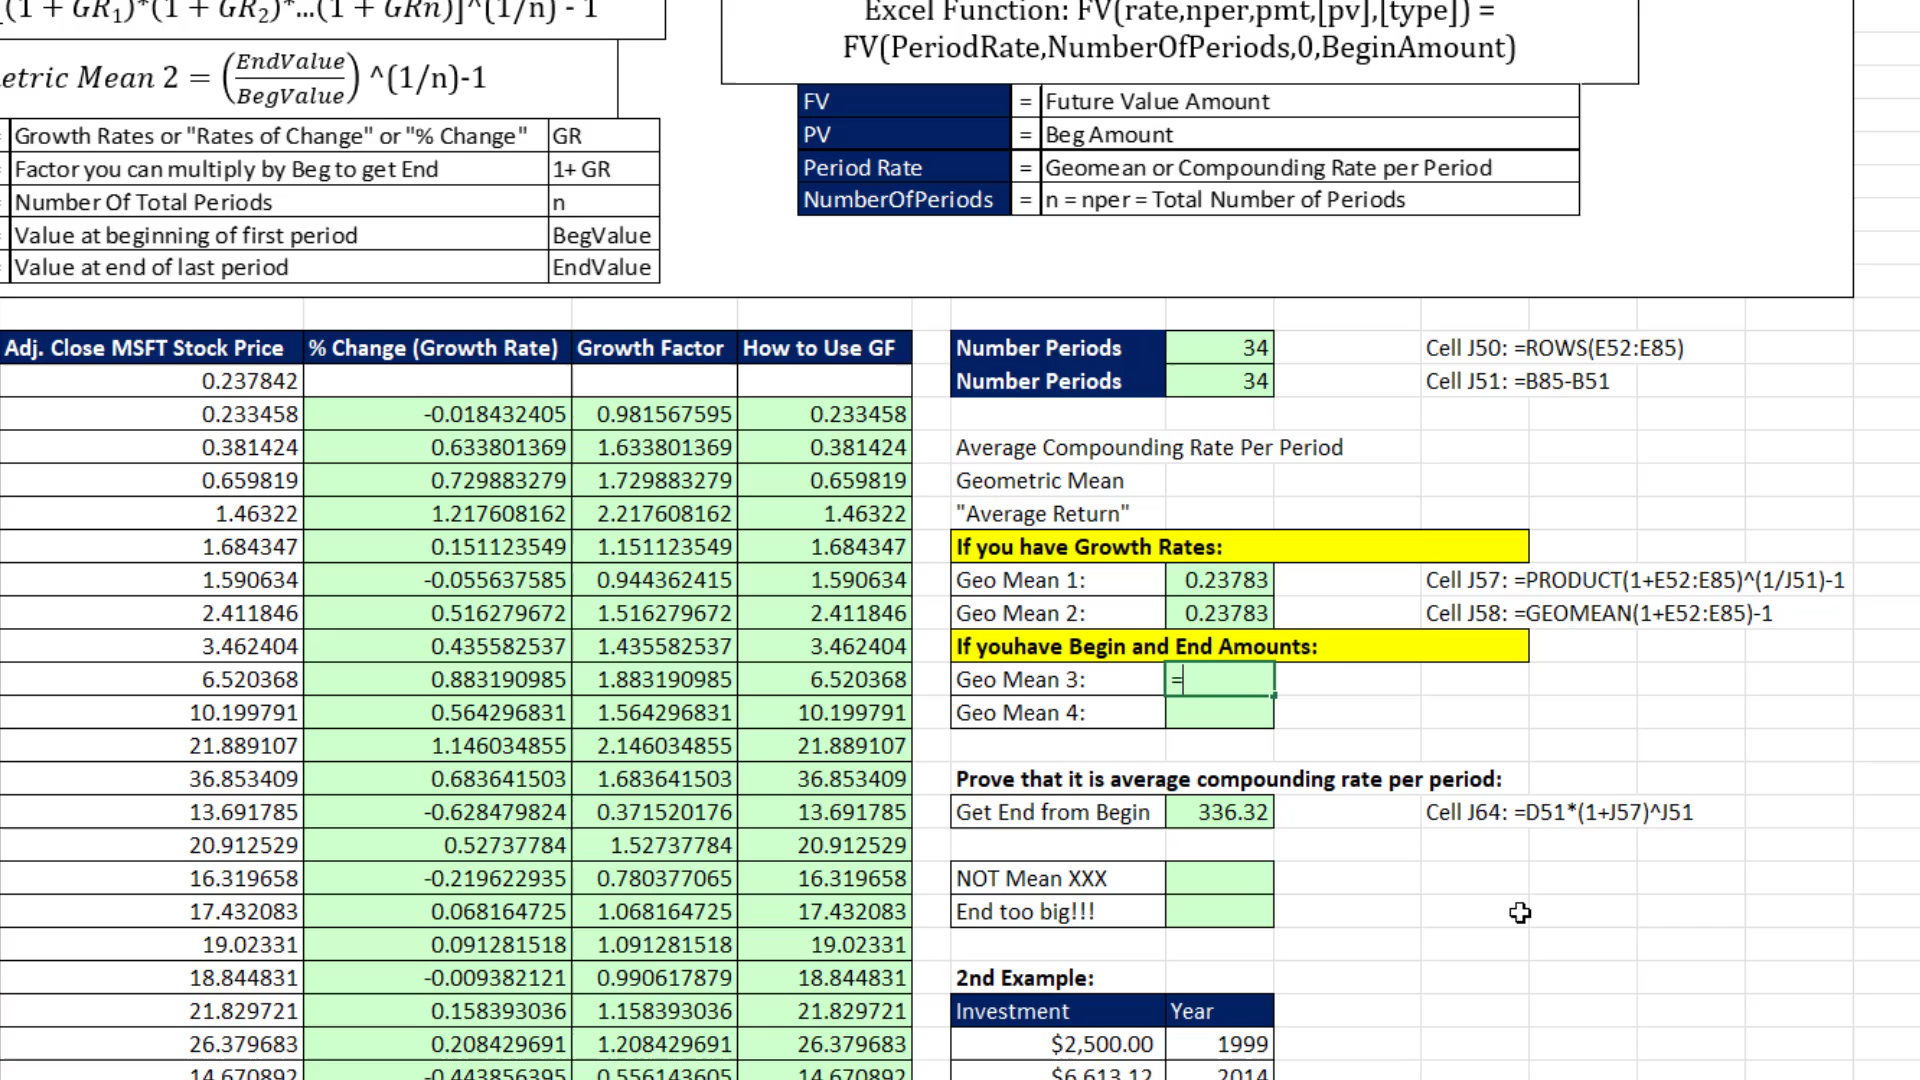 (1 + GR1)*(1 + GR2)*...(1 + GRn)]^(1/n) - 1
etric Mean 2 = (EndValue/BegValue) ^(1/n)-1
Excel Function: FV(rate,nper,pmt,[pv],[type]) =
FV(PeriodRate,NumberOfPeriods,0,BeginAmount)
FV = Future Value Amount
PV = Beg Amount
Period Rate = Geomean or Compounding Rate per Period
NumberOfPeriods = n = nper = Total Number of Periods
Growth Rates or "Rates of Change" or "% Change" GR
Factor you can multiply by Beg to get End 1+ GR
Number Of Total Periods n
Value at beginning of first period BegValue
Value at end of last period EndValue
Adj. Close MSFT Stock Price % Change (Growth Rate) Growth Factor How to Use GF
0.237842
0.233458 -0.018432405 0.981567595 0.233458
0.381424 0.633801369 1.633801369 0.381424
0.659819 0.729883279 1.729883279 0.659819
1.46322 1.217608162 2.217608162 1.46322
1.684347 0.151123549 1.151123549 1.684347
1.590634 -0.055637585 0.944362415 1.590634
2.411846 0.516279672 1.516279672 2.411846
3.462404 0.435582537 1.435582537 3.462404
6.520368 0.883190985 1.883190985 6.520368
10.199791 0.564296831 1.564296831 10.199791
21.889107 1.146034855 2.146034855 21.889107
36.853409 0.683641503 1.683641503 36.853409
13.691785 -0.628479824 0.371520176 13.691785
20.912529 0.52737784 1.52737784 20.912529
16.319658 -0.219622935 0.780377065 16.319658
17.432083 0.068164725 1.068164725 17.432083
19.02331 0.091281518 1.091281518 19.02331
18.844831 -0.009382121 0.990617879 18.844831
21.829721 0.158393036 1.158393036 21.829721
26.379683 0.208429691 1.208429691 26.379683
14.670892 -0.443856395 0.556143605 14.670892
Number Periods 34 Cell J50: =ROWS(E52:E85)
Number Periods 34 Cell J51: =B85-B51
Average Compounding Rate Per Period
Geometric Mean
"Average Return"
If you have Growth Rates:
Geo Mean 1: 0.23783 Cell J57: =PRODUCT(1+E52:E85)^(1/J51)-1
Geo Mean 2: 0.23783 Cell J58: =GEOMEAN(1+E52:E85)-1
If youhave Begin and End Amounts:
Geo Mean 3: =
Geo Mean 4:
Prove that it is average compounding rate per period:
Get End from Begin 336.32 Cell J64: =D51*(1+J57)^J51
NOT Mean XXX
End too big!!!
2nd Example:
Investment Year
$2,500.00 1999
$6,613.12 2014